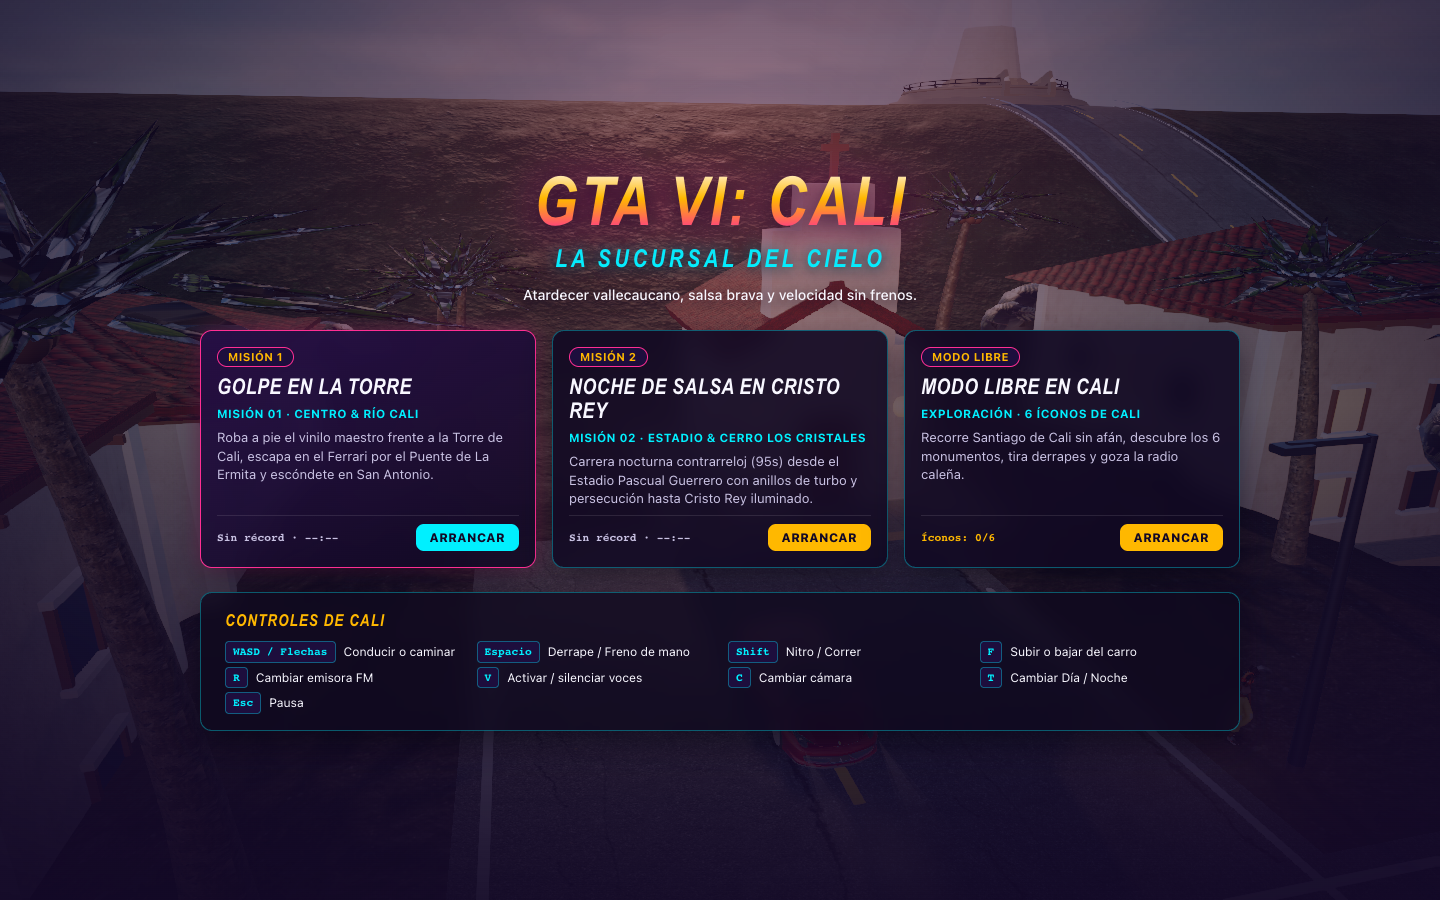 GTA VI: CALI
LA SUCURSAL DEL CIELO
Atardecer vallecaucano, salsa brava y velocidad sin frenos.
MISIÓN 1
GOLPE EN LA TORRE
MISIÓN 01 · CENTRO & RÍO CALI
Roba a pie el vinilo maestro frente a la Torre de
Cali, escapa en el Ferrari por el Puente de La
Ermita y escóndete en San Antonio.
Sin récord · --:--
ARRANCAR
MISIÓN 2
NOCHE DE SALSA EN CRISTO
REY
MISIÓN 02 · ESTADIO & CERRO LOS CRISTALES
Carrera nocturna contrarreloj (95s) desde el
Estadio Pascual Guerrero con anillos de turbo y
persecución hasta Cristo Rey iluminado.
Sin récord · --:--
ARRANCAR
MODO LIBRE
MODO LIBRE EN CALI
EXPLORACIÓN · 6 ÍCONOS DE CALI
Recorre Santiago de Cali sin afán, descubre los 6
monumentos, tira derrapes y goza la radio
caleña.
Íconos: 0/6
ARRANCAR
CONTROLES DE CALI
WASD / Flechas Conducir o caminar
Espacio Derrape / Freno de mano
Shift Nitro / Correr
F Subir o bajar del carro
R Cambiar emisora FM
V Activar / silenciar voces
C Cambiar cámara
T Cambiar Día / Noche
Esc Pausa